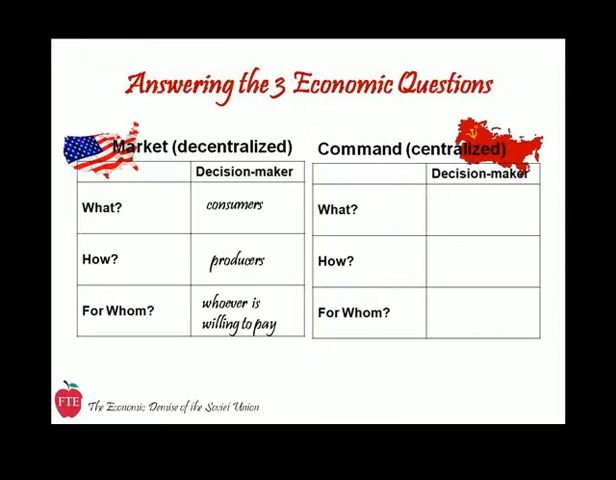 Answering the 3 Economic Questions
Market (decentralized)
Decision-maker
What?
consumers
How?
producers
For Whom?
whoever is
willing to pay
Command (centralized)
Decision-maker
What?
How?
For Whom?
FTE
The Economic Demise of the Soviet Union